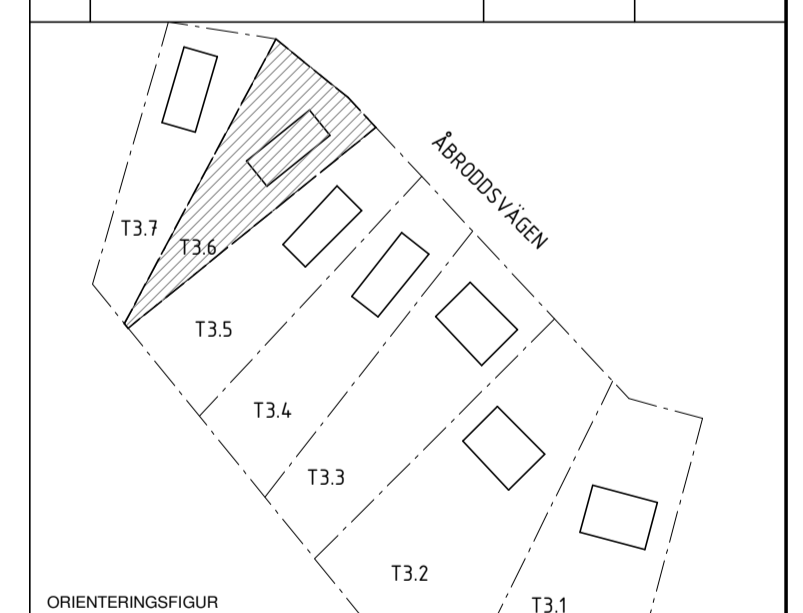 ÅBRODDSVÄGEN
T3.7
T3.6
T3.5
T3.4
T3.3
T3.2
T3.1
ORIENTERINGSFIGUR